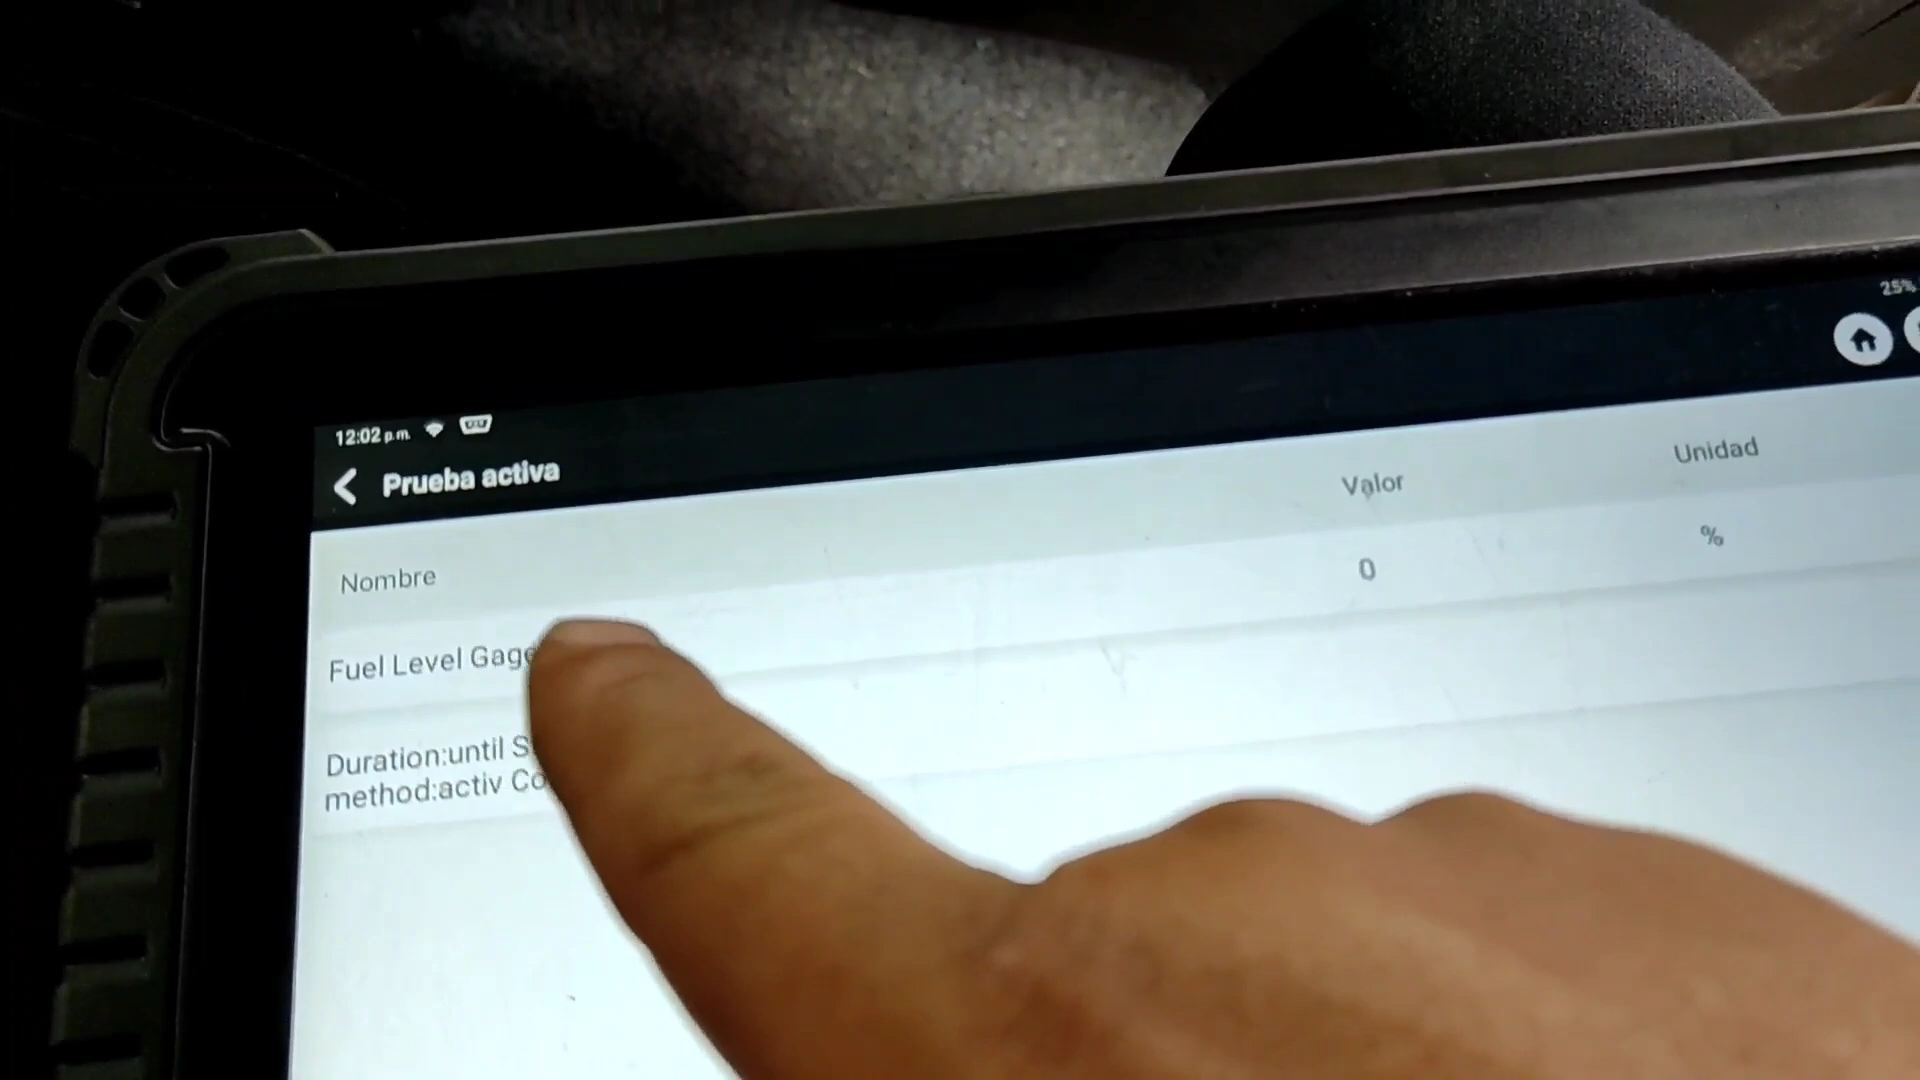 25%
12:02 p.m.
Prueba activa
Nombre Valor Unidad
Fuel Level Gage 0 %
Duration:until
method:activ